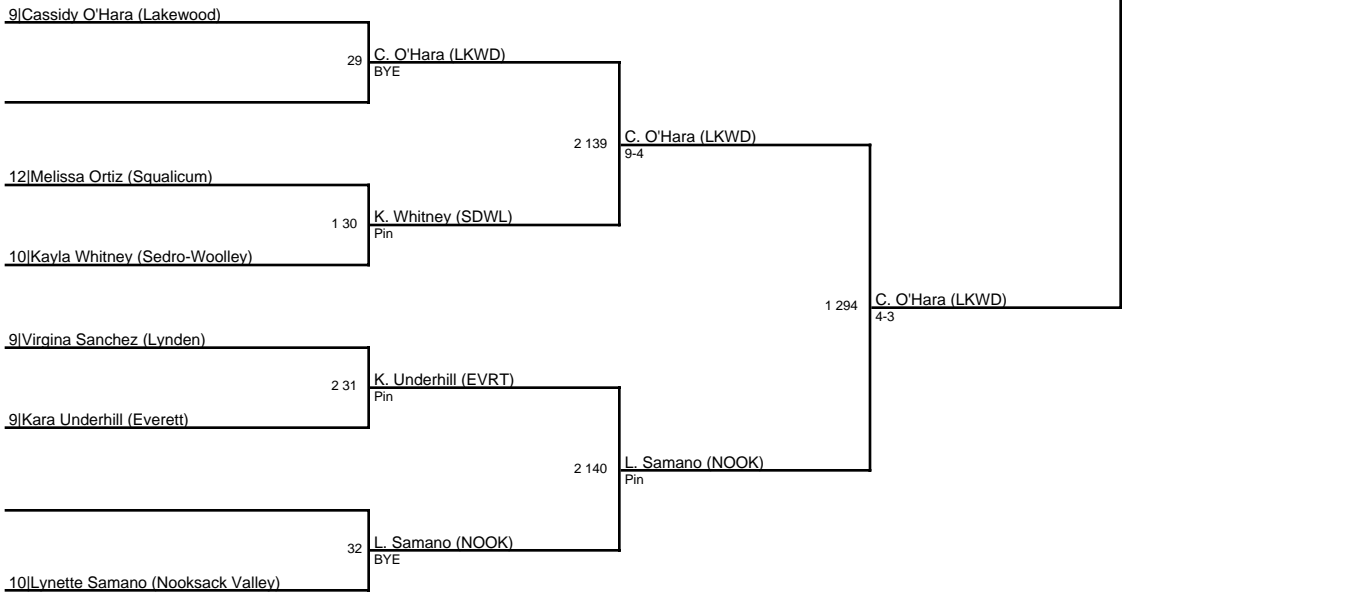 9|Cassidy O'Hara (Lakewood)
29
C. O'Hara (LKWD)
BYE
2 139
C. O'Hara (LKWD)
9-4
12|Melissa Ortiz (Squalicum)
1 30
K. Whitney (SDWL)
Pin
10|Kayla Whitney (Sedro-Woolley)
1 294
C. O'Hara (LKWD)
4-3
9|Virgina Sanchez (Lynden)
2 31
K. Underhill (EVRT)
Pin
9|Kara Underhill (Everett)
2 140
L. Samano (NOOK)
Pin
32
L. Samano (NOOK)
BYE
10|Lynette Samano (Nooksack Valley)